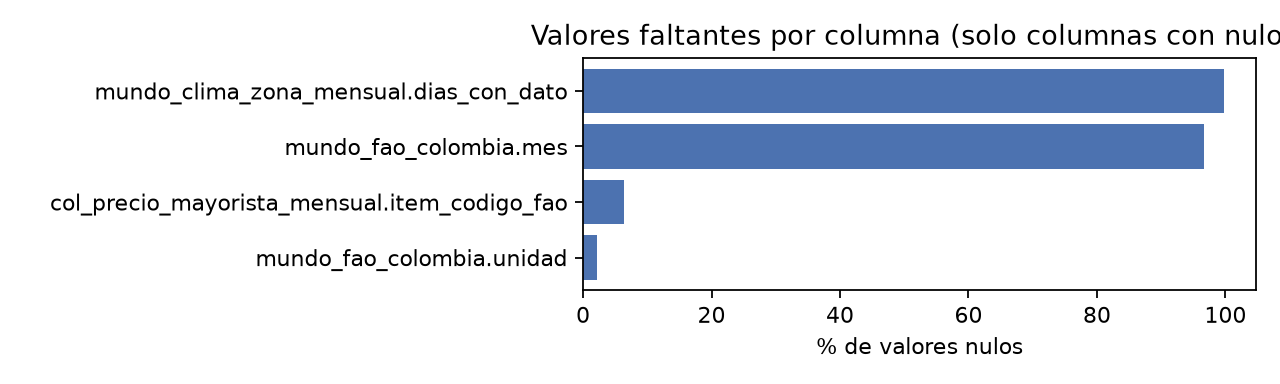 Valores faltantes por columna (solo columnas con nulo
mundo_clima_zona_mensual.dias_con_dato
mundo_fao_colombia.mes
col_precio_mayorista_mensual.item_codigo_fao
mundo_fao_colombia.unidad
0 20 40 60 80 100
% de valores nulos